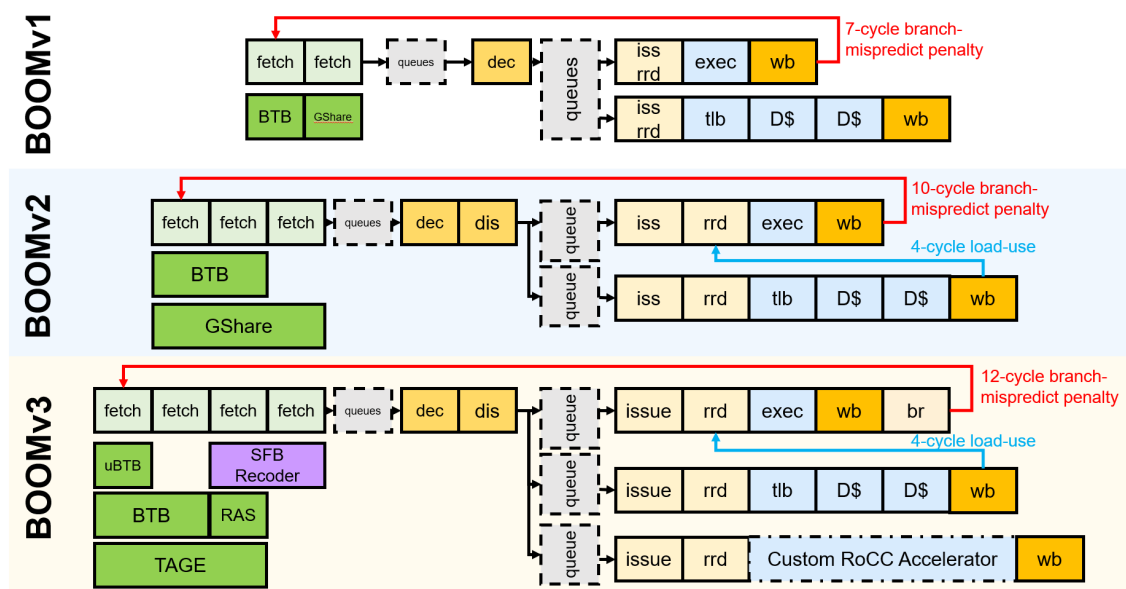 BOOMv1
7-cycle branch-
mispredict penalty
fetch fetch queues dec queues
iss
rrd
exec wb
BTB GShare
iss
rrd
tlb D$ D$ wb
BOOMv2
10-cycle branch-
mispredict penalty
fetch fetch fetch queues dec dis queue iss rrd exec wb
4-cycle load-use
BTB
queue iss rrd tlb D$ D$ wb
GShare
BOOMv3
12-cycle branch-
mispredict penalty
fetch fetch fetch fetch queues dec dis queue issue rrd exec wb br
4-cycle load-use
uBTB
SFB
Recoder
queue issue rrd tlb D$ D$ wb
BTB RAS
TAGE
queue issue rrd Custom RoCC Accelerator wb